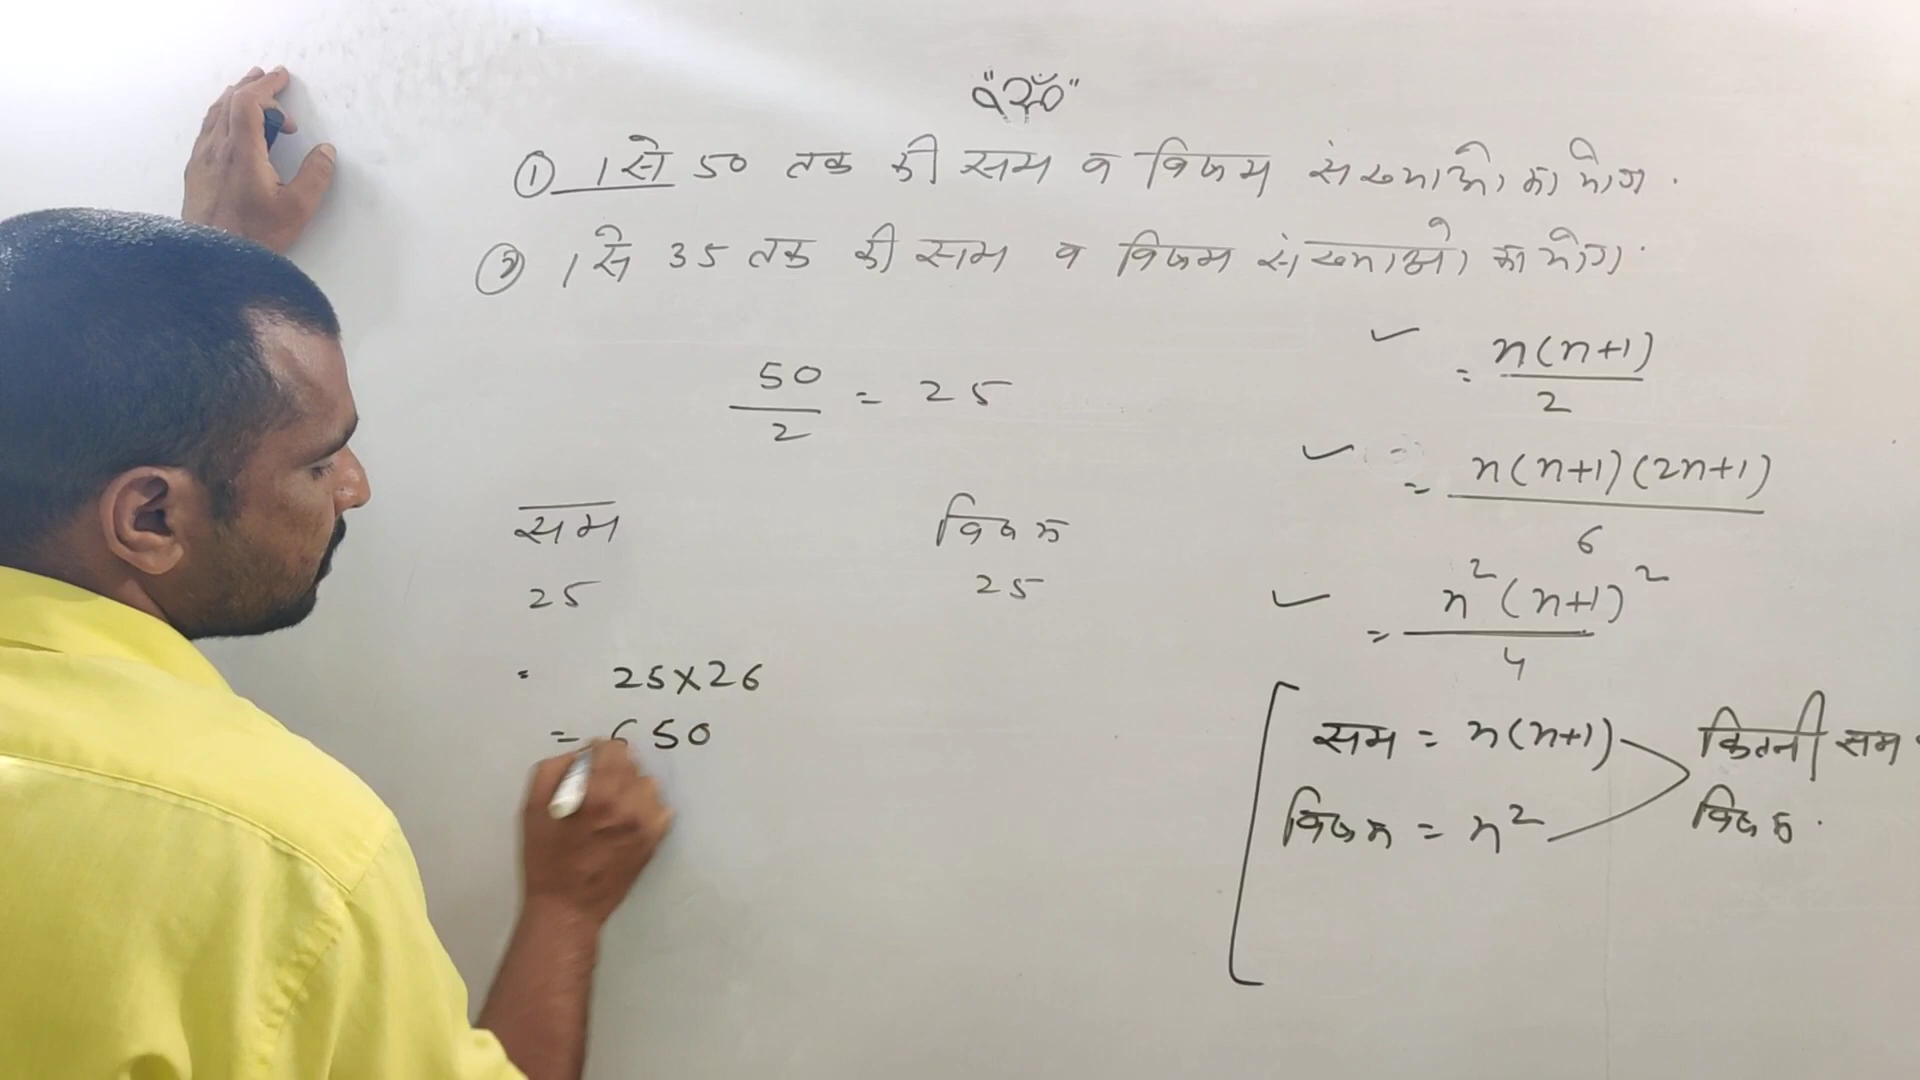 "ॐ"
① 1 से 50 तक की सम व विषम संख्याओं का योग.
② 1 से 35 तक की सम व विषम संख्याओं का योग.
50/2 = 25
सम विषम
25 25
= 25×26
= 650
✓ = n(n+1)/2
✓ = n(n+1)(2n+1)/6
✓ = n²(n+1)²/4
सम = n(n+1) कितनी सम
विषम = n² विषम.